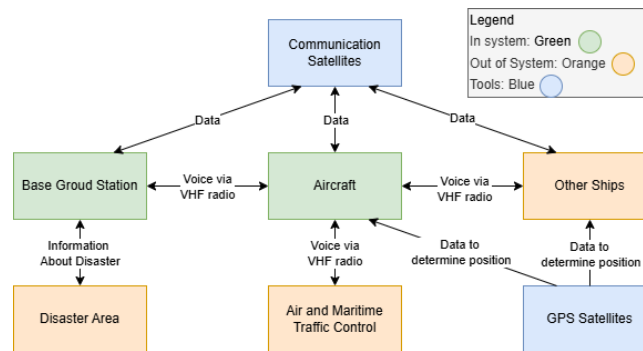 Legend
In system: Green
Out of System: Orange
Tools: Blue
Communication
Satellites
Data
Data
Data
Base Groud Station
Voice via
VHF radio
Aircraft
Voice via
VHF radio
Other Ships
Information
About Disaster
Voice via
VHF radio
Data to
determine position
Data to
determine position
Disaster Area
Air and Maritime
Traffic Control
GPS Satellites